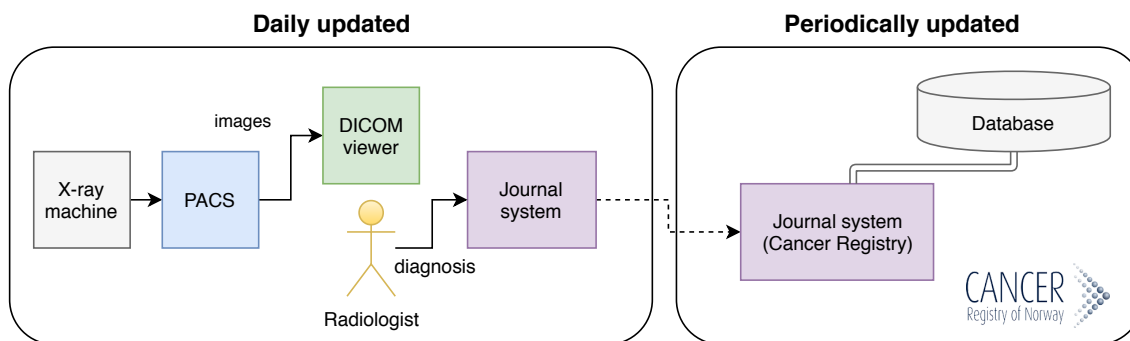 Daily updated
Periodically updated
images
DICOM
viewer
Database
X-ray
machine
PACS
Journal
system
Journal system
(Cancer Registry)
diagnosis
Radiologist
CANCER
Registry of Norway